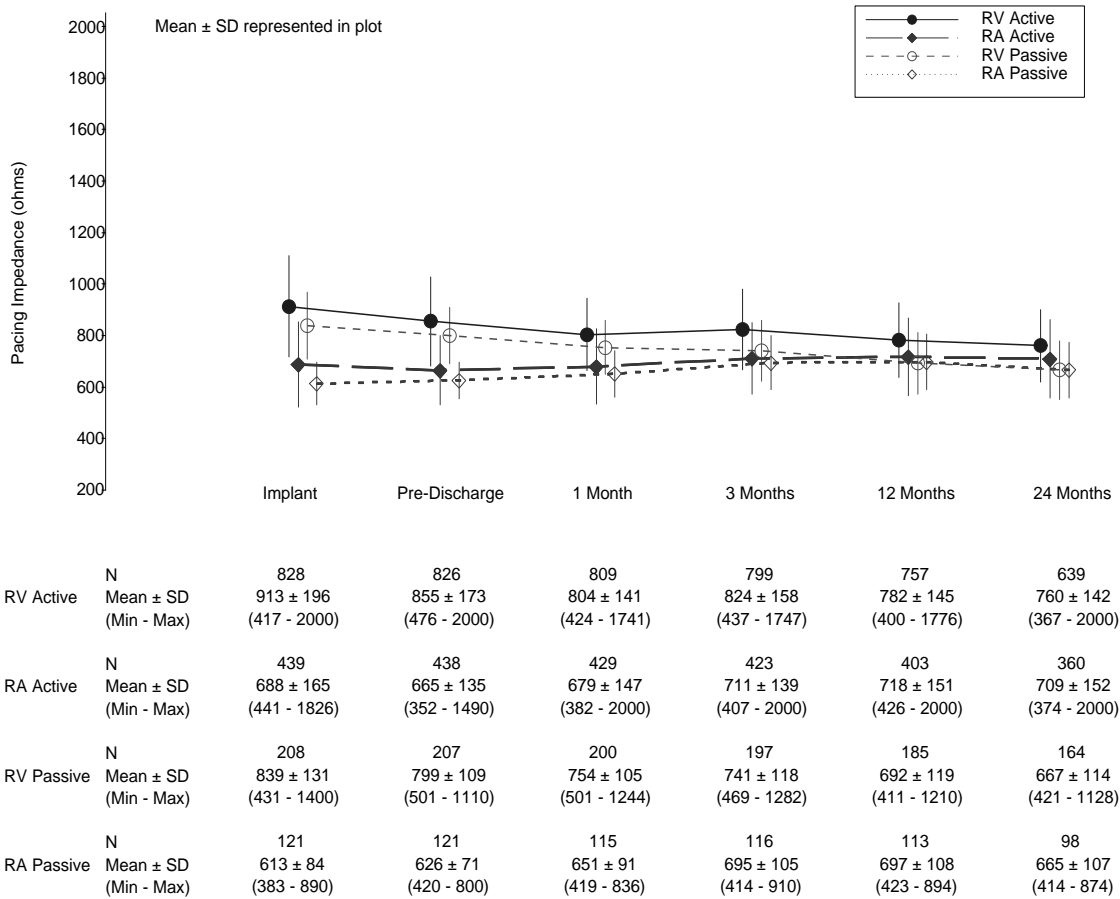 Mean ± SD represented in plot
RV Active
RA Active
RV Passive
RA Passive
Pacing Impedance (ohms)
2000
1800
1600
1400
1200
1000
800
600
400
200
Implant Pre-Discharge 1 Month 3 Months 12 Months 24 Months
N 828 826 809 799 757 639
RV Active Mean ± SD 913 ± 196 855 ± 173 804 ± 141 824 ± 158 782 ± 145 760 ± 142
(Min - Max) (417 - 2000) (476 - 2000) (424 - 1741) (437 - 1747) (400 - 1776) (367 - 2000)
N 439 438 429 423 403 360
RA Active Mean ± SD 688 ± 165 665 ± 135 679 ± 147 711 ± 139 718 ± 151 709 ± 152
(Min - Max) (441 - 1826) (352 - 1490) (382 - 2000) (407 - 2000) (426 - 2000) (374 - 2000)
N 208 207 200 197 185 164
RV Passive Mean ± SD 839 ± 131 799 ± 109 754 ± 105 741 ± 118 692 ± 119 667 ± 114
(Min - Max) (431 - 1400) (501 - 1110) (501 - 1244) (469 - 1282) (411 - 1210) (421 - 1128)
N 121 121 115 116 113 98
RA Passive Mean ± SD 613 ± 84 626 ± 71 651 ± 91 695 ± 105 697 ± 108 665 ± 107
(Min - Max) (383 - 890) (420 - 800) (419 - 836) (414 - 910) (423 - 894) (414 - 874)